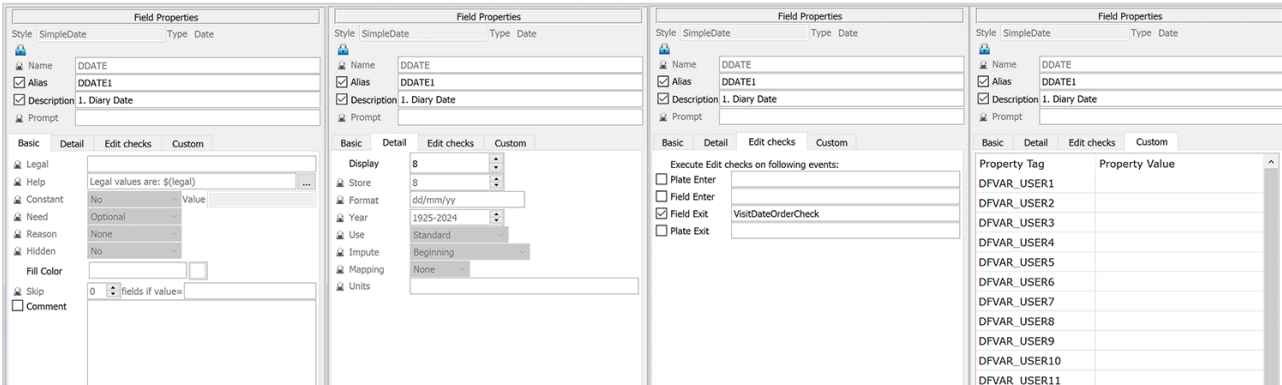 Field Properties
Style SimpleDate Type Date
Name DDATE
Alias DDATE1
Description 1. Diary Date
Prompt
Basic Detail Edit checks Custom
Legal
Help Legal values are: $(legal) ...
Constant No Value
Need Optional
Reason None
Hidden No
Fill Color
Skip 0 fields if value=
Comment
Field Properties
Style SimpleDate Type Date
Name DDATE
Alias DDATE1
Description 1. Diary Date
Prompt
Basic Detail Edit checks Custom
Display 8
Store 8
Format dd/mm/yy
Year 1925-2024
Use Standard
Impute Beginning
Mapping None
Units
Field Properties
Style SimpleDate Type Date
Name DDATE
Alias DDATE1
Description 1. Diary Date
Prompt
Basic Detail Edit checks Custom
Execute Edit checks on following events:
Plate Enter
Field Enter
Field Exit VisitDateOrderCheck
Plate Exit
Field Properties
Style SimpleDate Type Date
Name DDATE
Alias DDATE1
Description 1. Diary Date
Prompt
Basic Detail Edit checks Custom
Property Tag Property Value
DFVAR_USER1
DFVAR_USER2
DFVAR_USER3
DFVAR_USER4
DFVAR_USER5
DFVAR_USER6
DFVAR_USER7
DFVAR_USER8
DFVAR_USER9
DFVAR_USER10
DFVAR_USER11